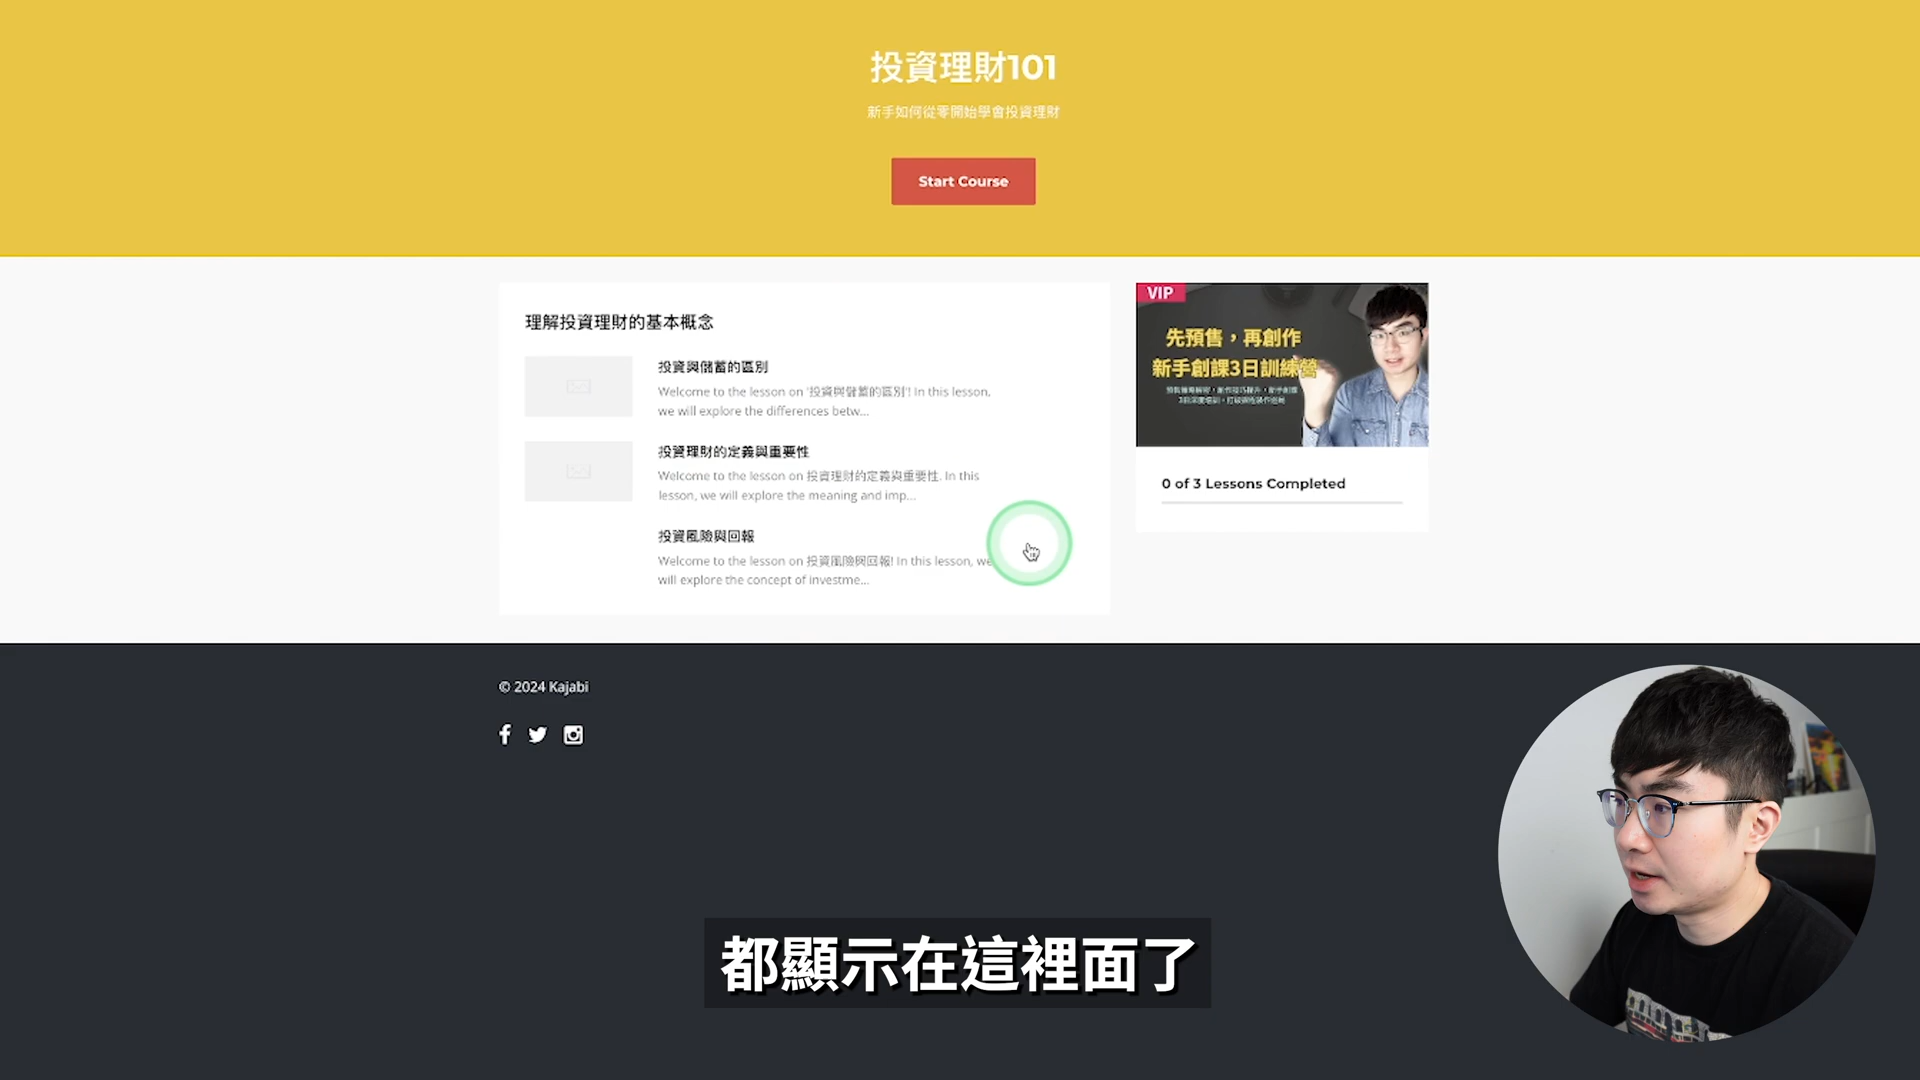 投資理財101
新手如何從零開始學會投資理財
Start Course
理解投資理財的基本概念
投資與儲蓄的區別
Welcome to the lesson on '投資與儲蓄的區別'! In this lesson,
we will explore the differences betw...
投資理財的定義與重要性
Welcome to the lesson on 投資理財的定義與重要性. In this
lesson, we will explore the meaning and imp...
投資風險與回報
Welcome to the lesson on 投資風險與回報! In this lesson, we
will explore the concept of investme...
VIP
先預售，再創作
新手創課3日訓練營
0 of 3 Lessons Completed
© 2024 Kajabi
都顯示在這裡面了